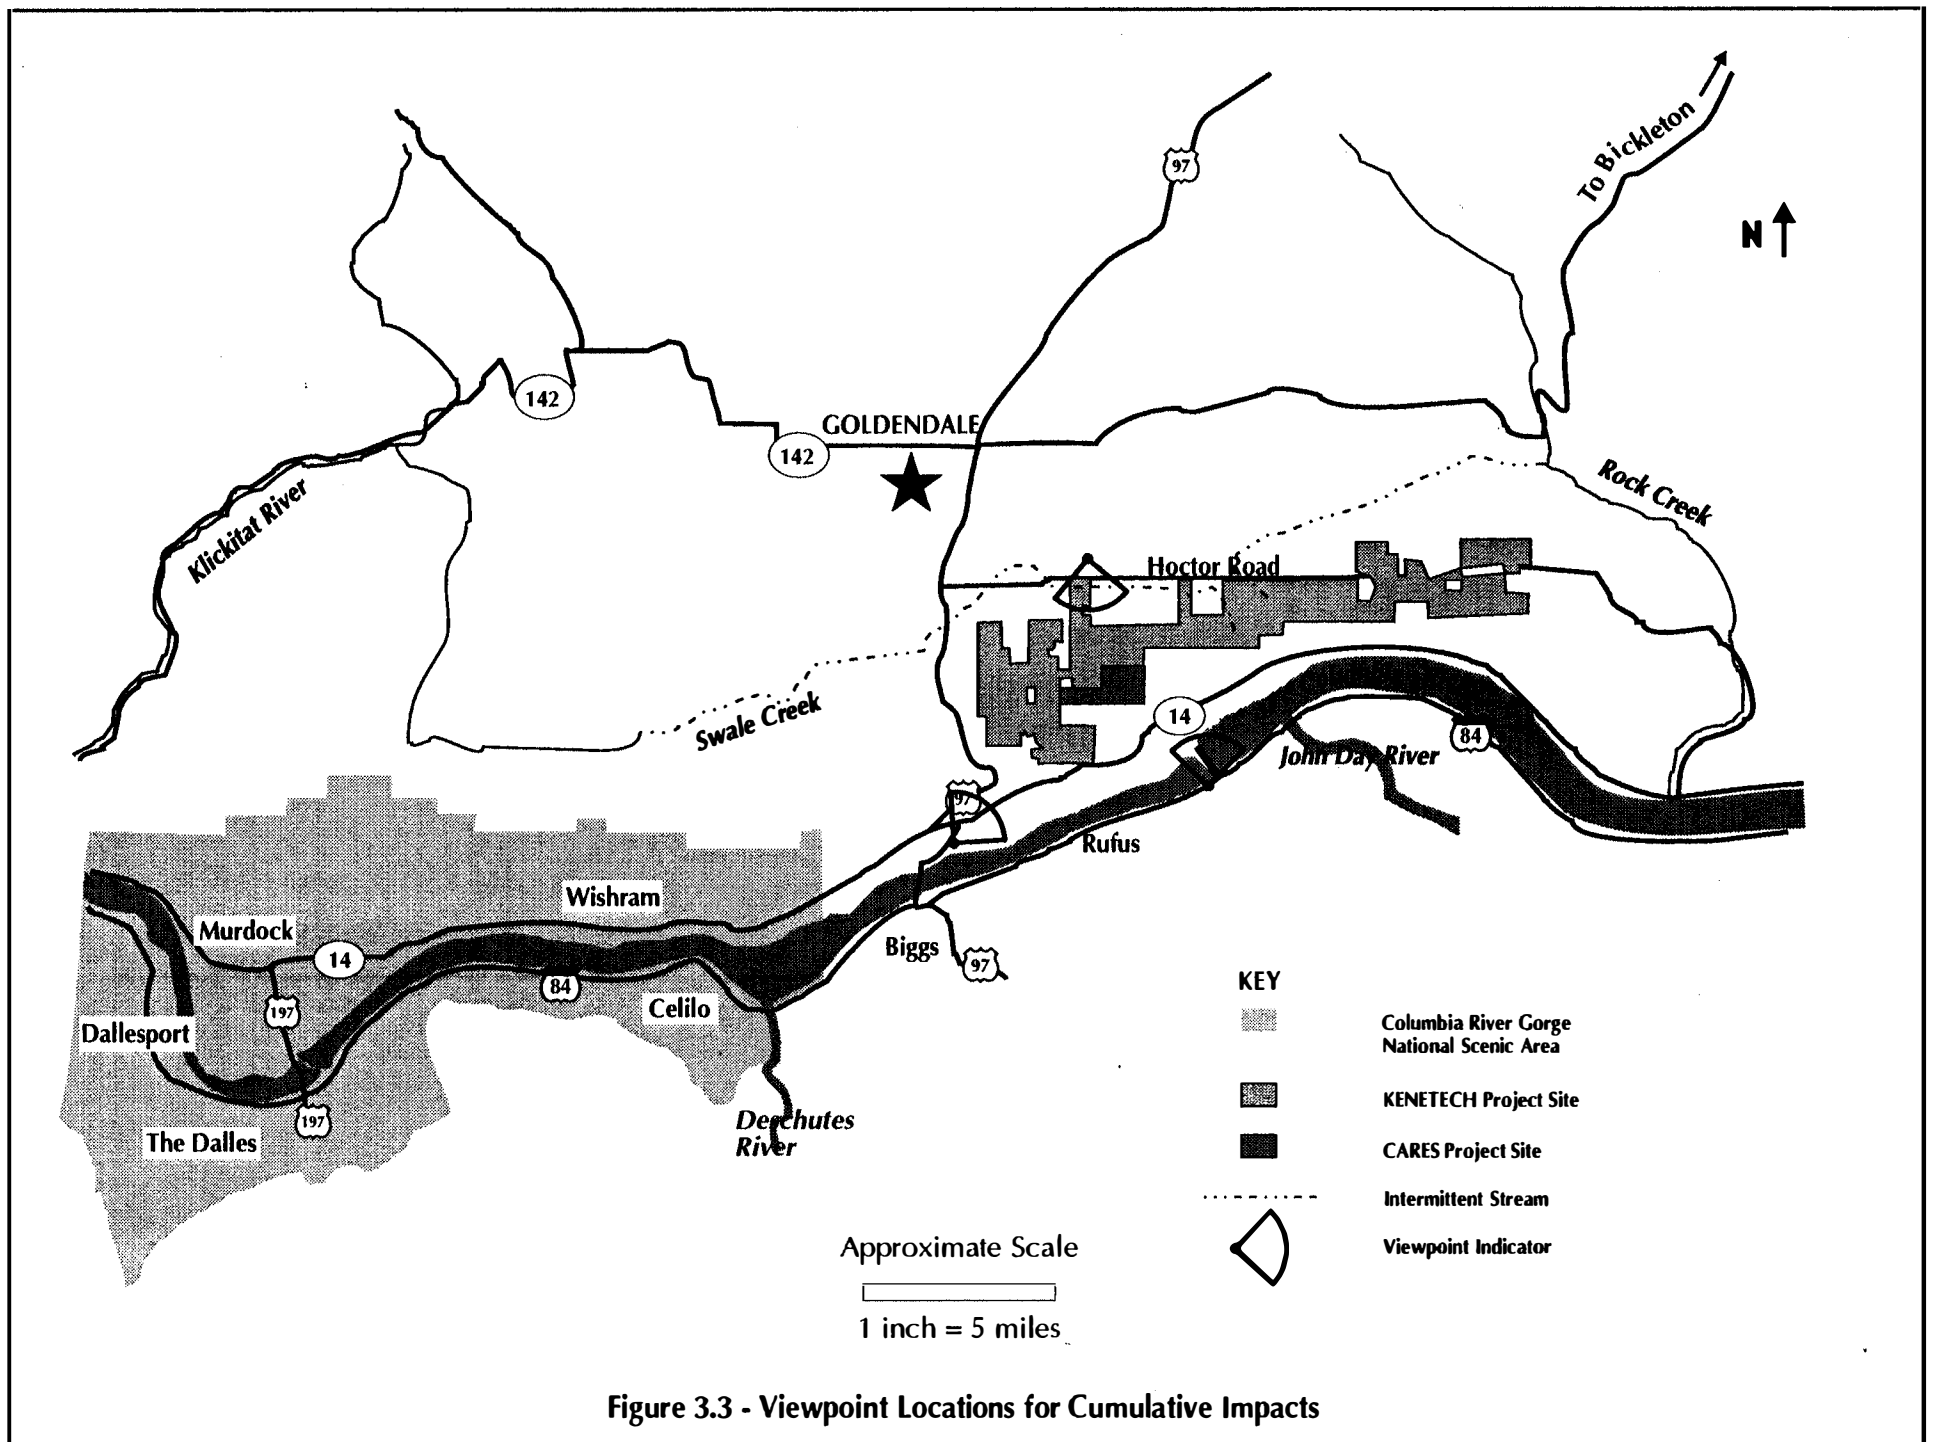 97
To Bickleton
N
142
GOLDENDALE
142
Klickitat River
Rock Creek
Hoctor Road
Swale Creek
14
84
John Day River
97
Rufus
Wishram
Murdock
14
Biggs
97
84
Celilo
197
Dallesport
197
The Dalles
Deschutes
River
KEY
Columbia River Gorge
National Scenic Area
KENETECH Project Site
CARES Project Site
Intermittent Stream
Viewpoint Indicator
Approximate Scale
1 inch = 5 miles
Figure 3.3 - Viewpoint Locations for Cumulative Impacts